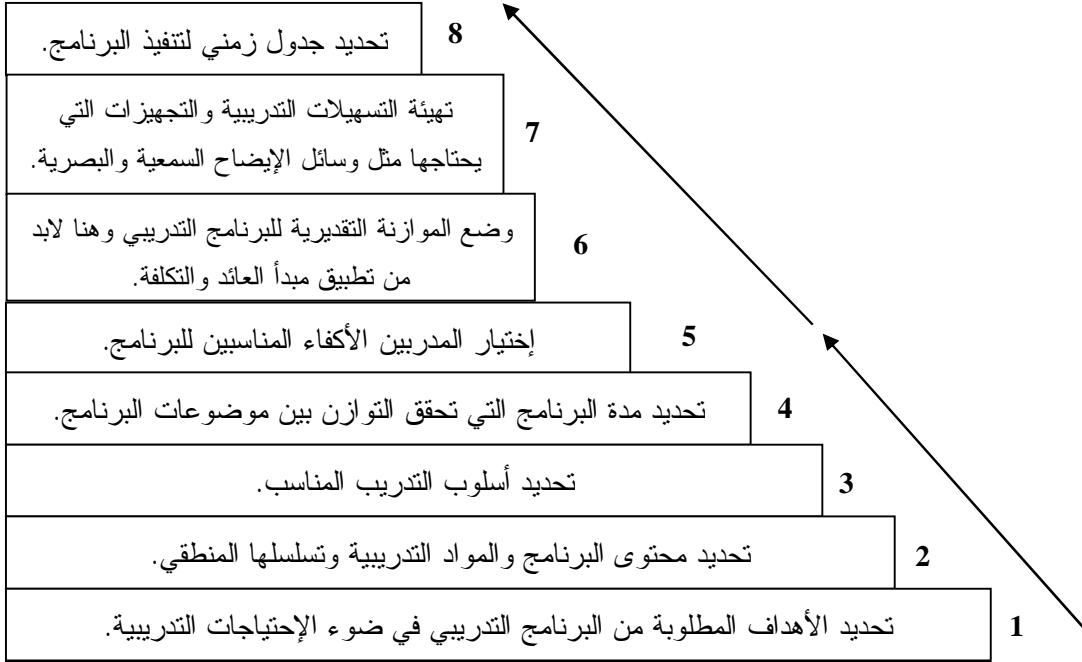 تحديد جدول زمني لتنفيذ البرنامج.
8
تهيئة التسهيلات التدريبية والتجهيزات التي
يحتاجها مثل وسائل الإيضاح السمعية والبصرية.
7
وضع الموازنة التقديرية للبرنامج التدريبي وهنا لابد
من تطبيق مبدأ العائد والتكلفة.
6
إختيار المدربين الأكفاء المناسبين للبرنامج.
5
تحديد مدة البرنامج التي تحقق التوازن بين موضوعات البرنامج.
4
تحديد أسلوب التدريب المناسب.
3
تحديد محتوى البرنامج والمواد التدريبية وتسلسلها المنطقي.
2
تحديد الأهداف المطلوبة من البرنامج التدريبي في ضوء الإحتياجات التدريبية.
1